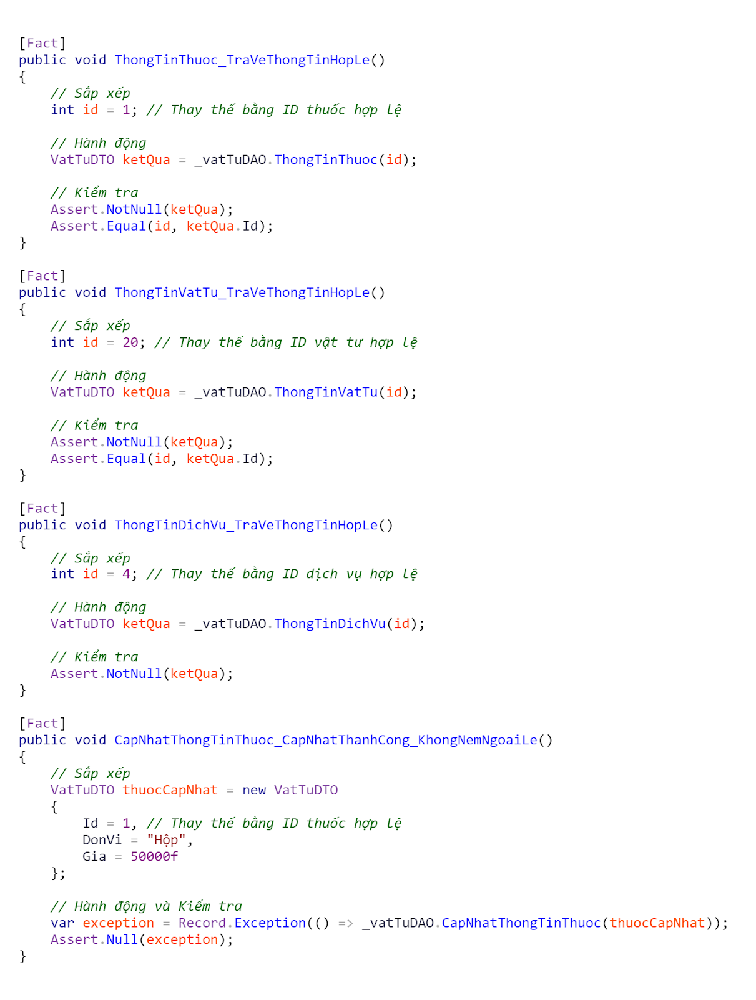 [Fact]
public void ThongTinThuoc_TraVeThongTinHopLe()
{
    // Sắp xếp
    int id = 1; // Thay thế bằng ID thuốc hợp lệ

    // Hành động
    VatTuDTO ketQua = _vatTuDAO.ThongTinThuoc(id);

    // Kiểm tra
    Assert.NotNull(ketQua);
    Assert.Equal(id, ketQua.Id);
}

[Fact]
public void ThongTinVatTu_TraVeThongTinHopLe()
{
    // Sắp xếp
    int id = 20; // Thay thế bằng ID vật tư hợp lệ

    // Hành động
    VatTuDTO ketQua = _vatTuDAO.ThongTinVatTu(id);

    // Kiểm tra
    Assert.NotNull(ketQua);
    Assert.Equal(id, ketQua.Id);
}

[Fact]
public void ThongTinDichVu_TraVeThongTinHopLe()
{
    // Sắp xếp
    int id = 4; // Thay thế bằng ID dịch vụ hợp lệ

    // Hành động
    VatTuDTO ketQua = _vatTuDAO.ThongTinDichVu(id);

    // Kiểm tra
    Assert.NotNull(ketQua);
}

[Fact]
public void CapNhatThongTinThuoc_CapNhatThanhCong_KhongNemNgoaiLe()
{
    // Sắp xếp
    VatTuDTO thuocCapNhat = new VatTuDTO
    {
        Id = 1, // Thay thế bằng ID thuốc hợp lệ
        DonVi = "Hộp",
        Gia = 50000f
    };

    // Hành động và Kiểm tra
    var exception = Record.Exception(() => _vatTuDAO.CapNhatThongTinThuoc(thuocCapNhat));
    Assert.Null(exception);
}